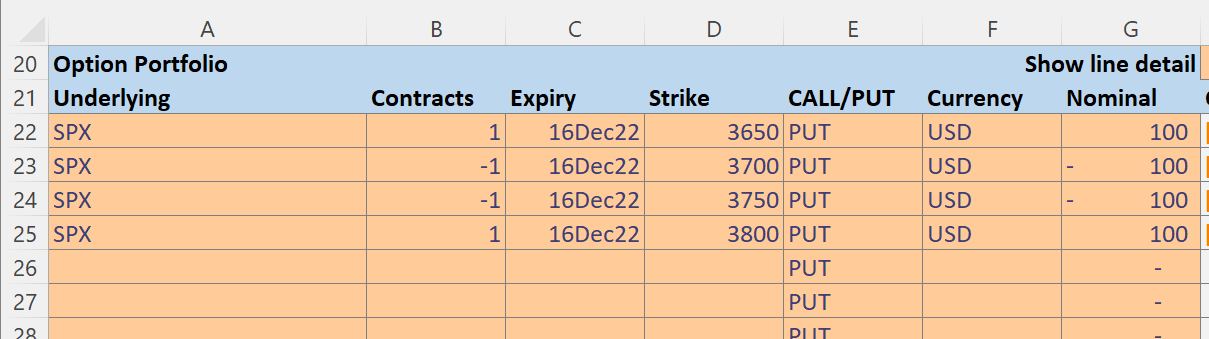 A B C D E F G
20 Option Portfolio Show line detail
21 Underlying Contracts Expiry Strike CALL/PUT Currency Nominal
22 SPX 1 16Dec22 3650 PUT USD 100
23 SPX -1 16Dec22 3700 PUT USD - 100
24 SPX -1 16Dec22 3750 PUT USD - 100
25 SPX 1 16Dec22 3800 PUT USD 100
26 PUT -
27 PUT -
28 PUT -